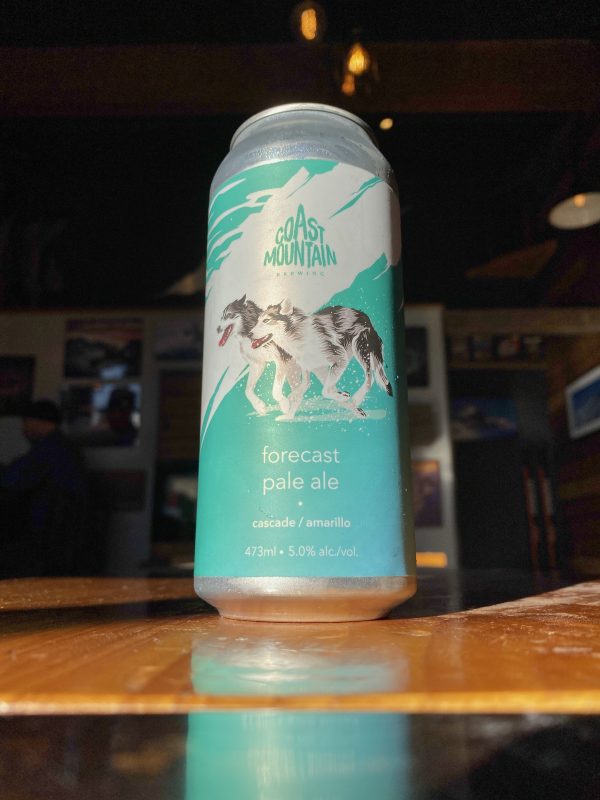 COAST
MOUNTAIN
BREWING
forecast
pale ale
cascade / amarillo
473ml • 5.0% alc./vol.